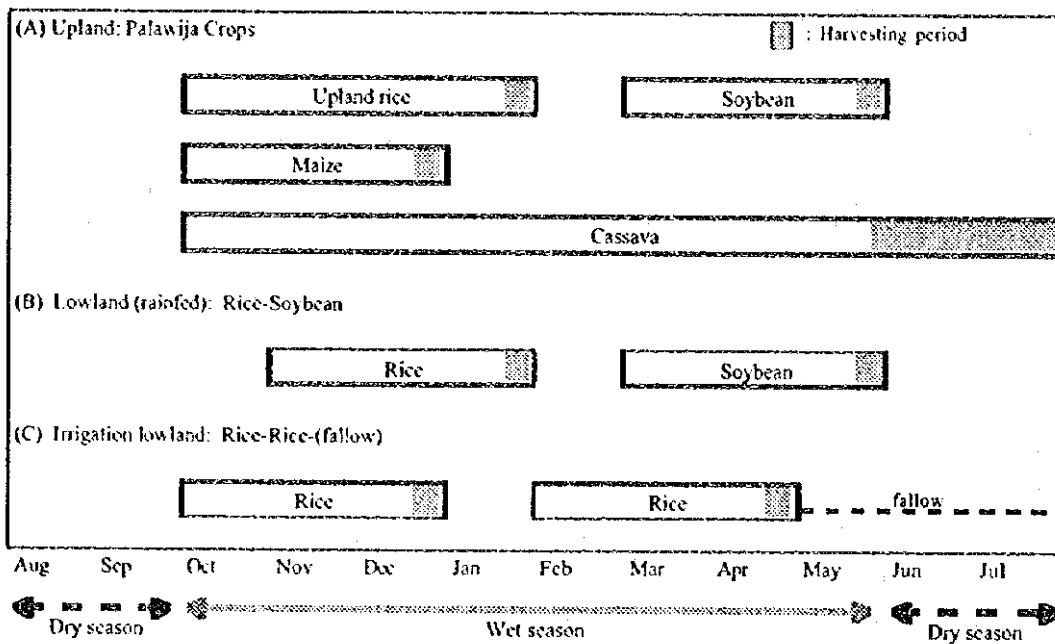 (A) Upland: Palawija Crops
: Harvesting period
Upland rice
Soybean
Maize
Cassava
(B) Lowland (rainfed): Rice-Soybean
Rice
Soybean
(C) Irrigation lowland: Rice-Rice-(fallow)
Rice
Rice
fallow
Aug Sep Oct Nov Dec Jan Feb Mar Apr May Jun Jul
Dry season
Wet season
Dry season